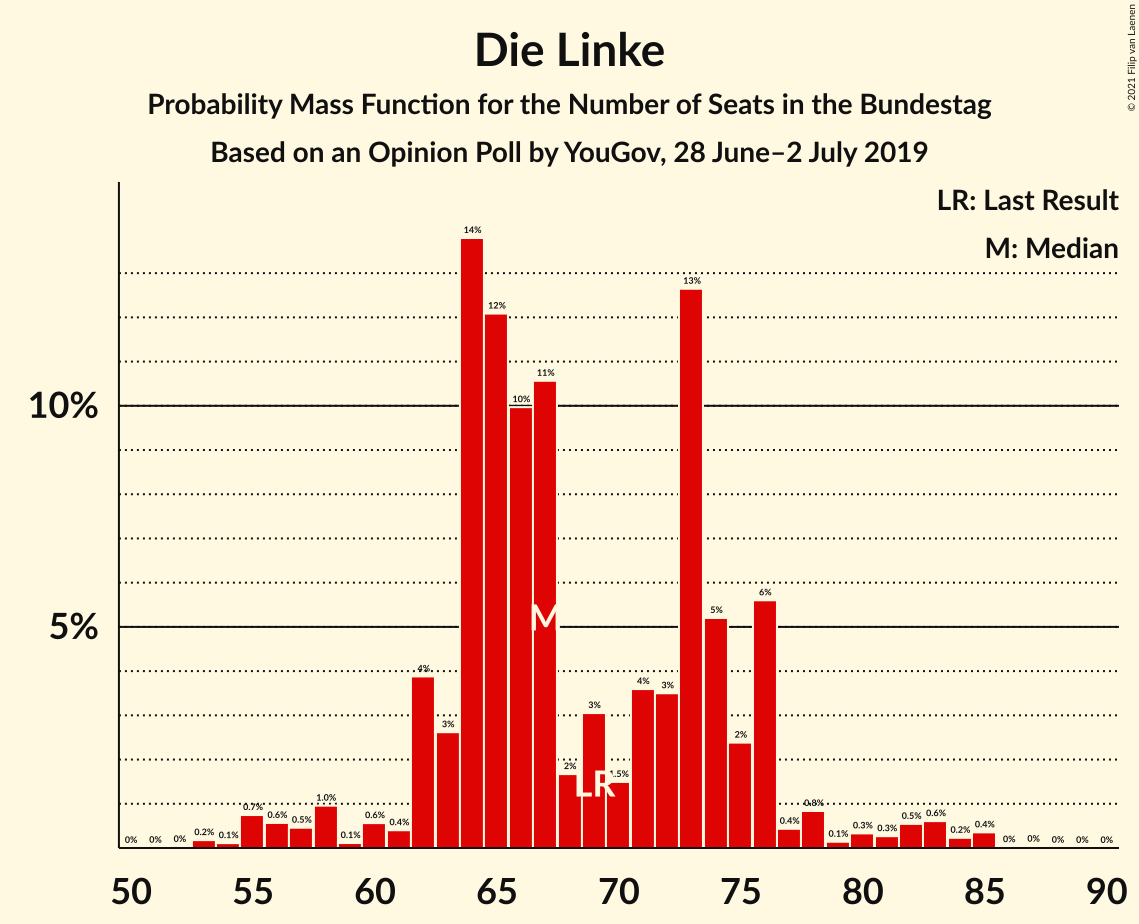 Die Linke
Probability Mass Function for the Number of Seats in the Bundestag
Based on an Opinion Poll by YouGov, 28 June–2 July 2019
© 2021 Filip van Laenen
LR: Last Result
M: Median
10%
5%
0% 0% 0% 0.2% 0.1% 0.7% 0.6% 0.5% 1.0% 0.1% 0.6% 0.4% 4% 3% 14% 12% 10% 11% 2% 3% 1.5% 4% 3% 13% 5% 2% 6% 0.4% 0.8% 0.1% 0.3% 0.3% 0.5% 0.6% 0.2% 0.4% 0% 0% 0% 0% 0%
M
LR
50 55 60 65 70 75 80 85 90